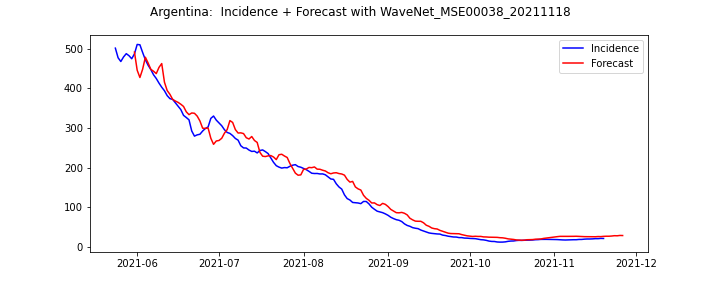 Argentina:  Incidence + Forecast with WaveNet_MSE00038_20211118
Incidence
Forecast
500
400
300
200
100
0
2021-06 2021-07 2021-08 2021-09 2021-10 2021-11 2021-12